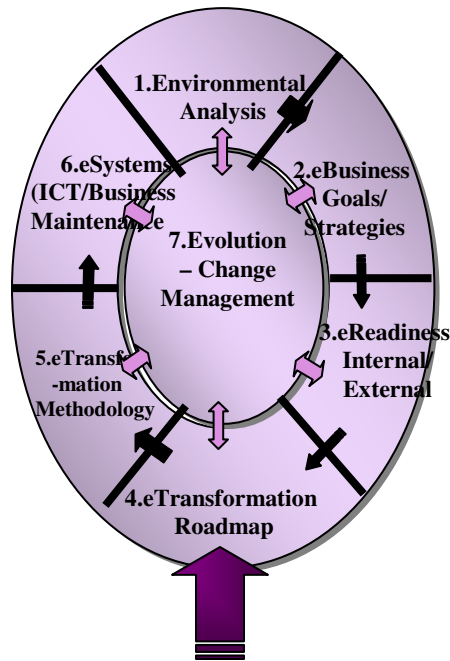 1.Environmental
Analysis
2.eBusiness
Goals/
Strategies
3.eReadiness
Internal/
External
4.eTransformation
Roadmap
5.eTransfor
-mation
Methodology
6.eSystems
(ICT/Business
Maintenance
7.Evolution
– Change
Management